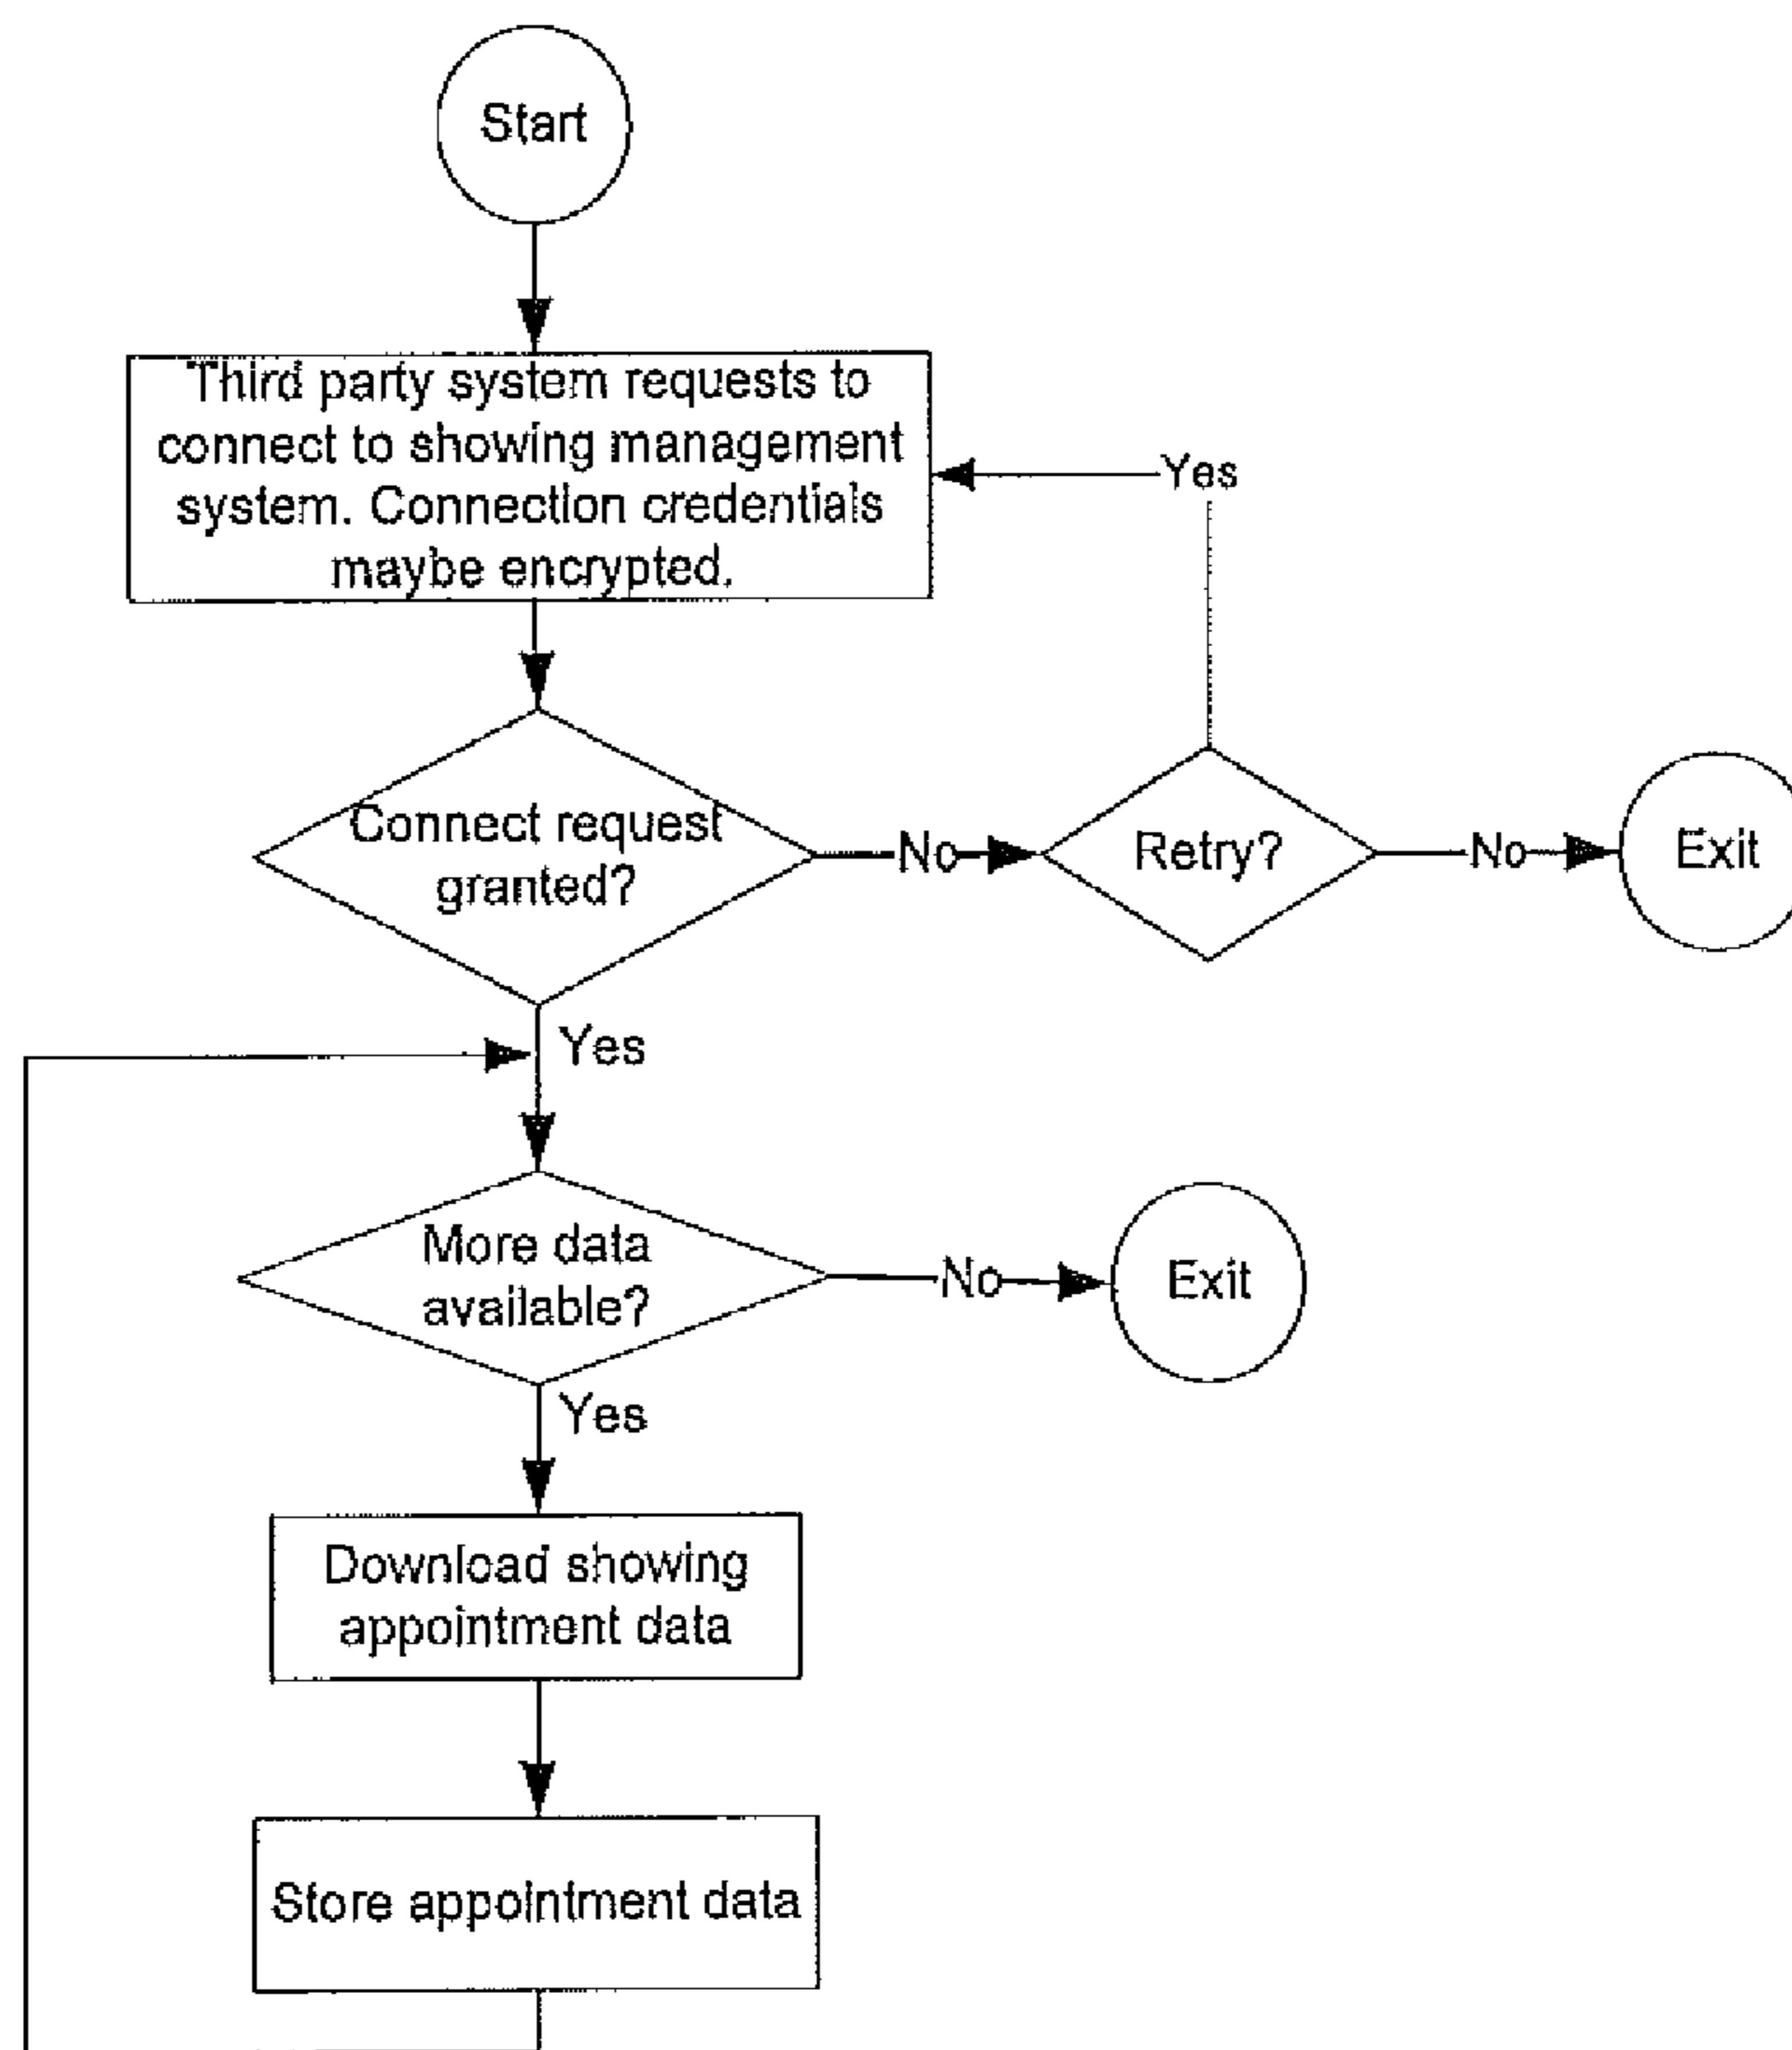 Start
Third party system requests to
connect to showing management
system. Connection credentials
maybe encrypted.
Yes
Connect request
granted?
No
Retry?
No
Exit
Yes
More data
available?
No
Exit
Yes
Download showing
appointment data
Store appointment data